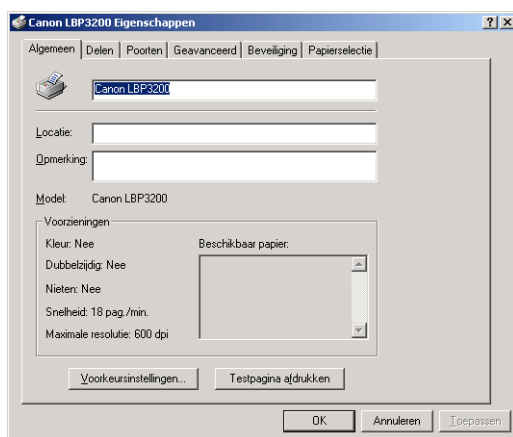 Canon LBP3200 Eigenschappen
Algemeen Delen Poorten Geavanceerd Beveiliging Papierselectie
Canon LBP3200
Locatie:
Opmerking:
Model: Canon LBP3200
Voorzieningen
Kleur: Nee Beschikbaar papier:
Dubbelzijdig: Nee
Nieten: Nee
Snelheid: 18 pag./min.
Maximale resolutie: 600 dpi
Voorkeursinstellingen... Testpagina afdrukken
OK Annuleren Toepassen